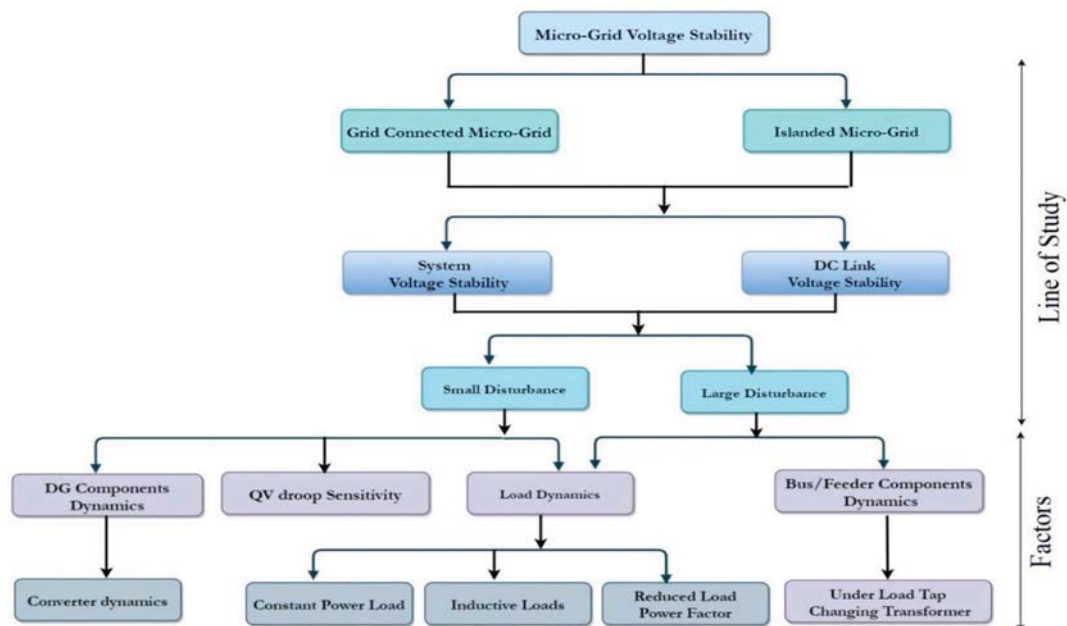 Micro-Grid Voltage Stability
Grid Connected Micro-Grid
Islanded Micro-Grid
System
Voltage Stability
DC Link
Voltage Stability
Line of Study
Small Disturbance
Large Disturbance
DG Components
Dynamics
QV droop Sensitivity
Load Dynamics
Bus/Feeder Components
Dynamics
Factors
Converter dynamics
Constant Power Load
Inductive Loads
Reduced Load
Power Factor
Under Load Tap
Changing Transformer